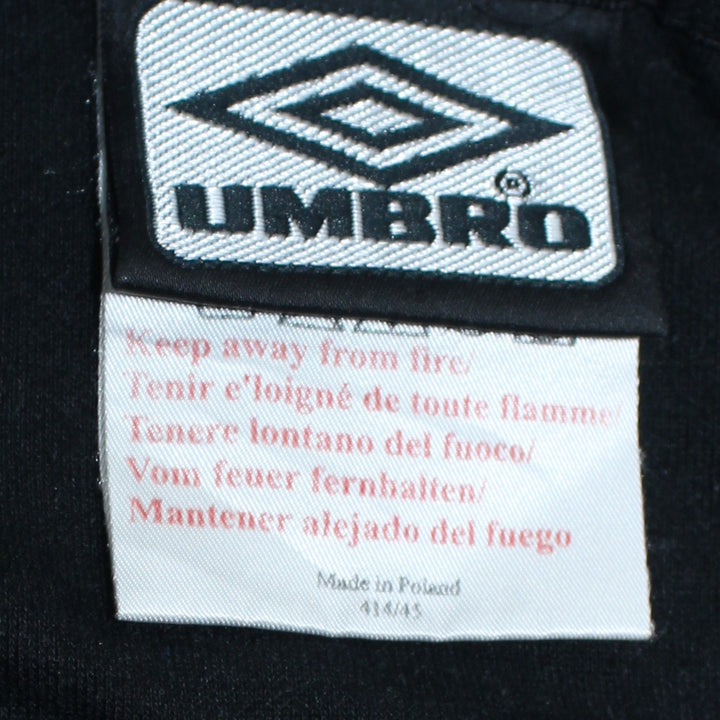 UMBRO ®
Keep away from fire/
Tenir e'loigné de toute flamme/
Tenere lontano del fuoco/
Vom feuer fernhalten/
Mantener alejado del fuego
Made in Poland
414/45